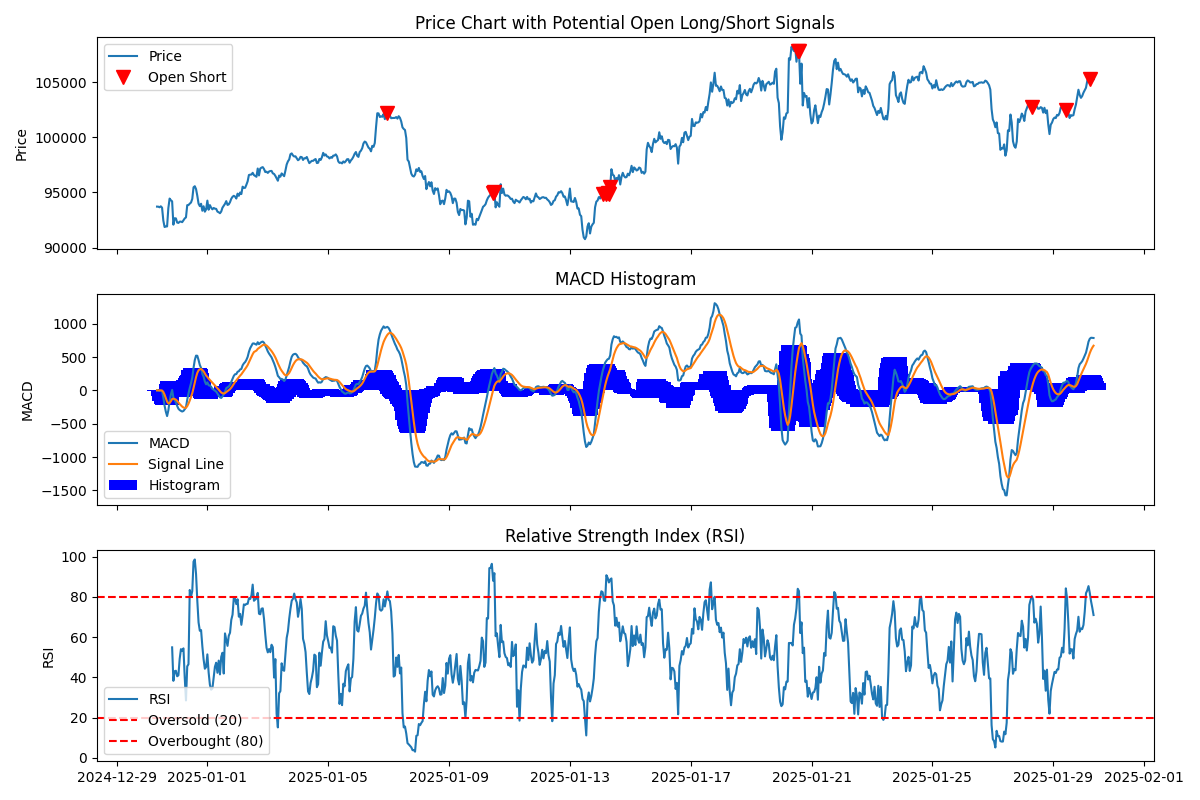 Price Chart with Potential Open Long/Short Signals
Price
Open Short
105000
100000
95000
90000
Price
MACD Histogram
1000
500
0
−500
−1000
−1500
MACD
MACD
Signal Line
Histogram
Relative Strength Index (RSI)
100
80
60
40
20
0
RSI
RSI
Oversold (20)
Overbought (80)
2024-12-29 2025-01-01 2025-01-05 2025-01-09 2025-01-13 2025-01-17 2025-01-21 2025-01-25 2025-01-29 2025-02-01